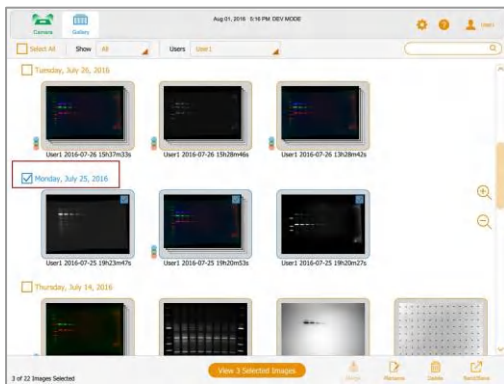 Aug 01, 2016 5:16 PM DEV MODE
Camera Gallery
Select All Show All Users User1
Tuesday, July 26, 2016
User1 2016-07-26 15h37m33s User1 2016-07-26 15h28m46s User1 2016-07-26 13h28m42s
Monday, July 25, 2016
User1 2016-07-25 19h23m47s User1 2016-07-25 19h20m53s User1 2016-07-25 19h20m27s
Thursday, July 14, 2016
3 of 22 Images Selected View 3 Selected Images Rename Delete